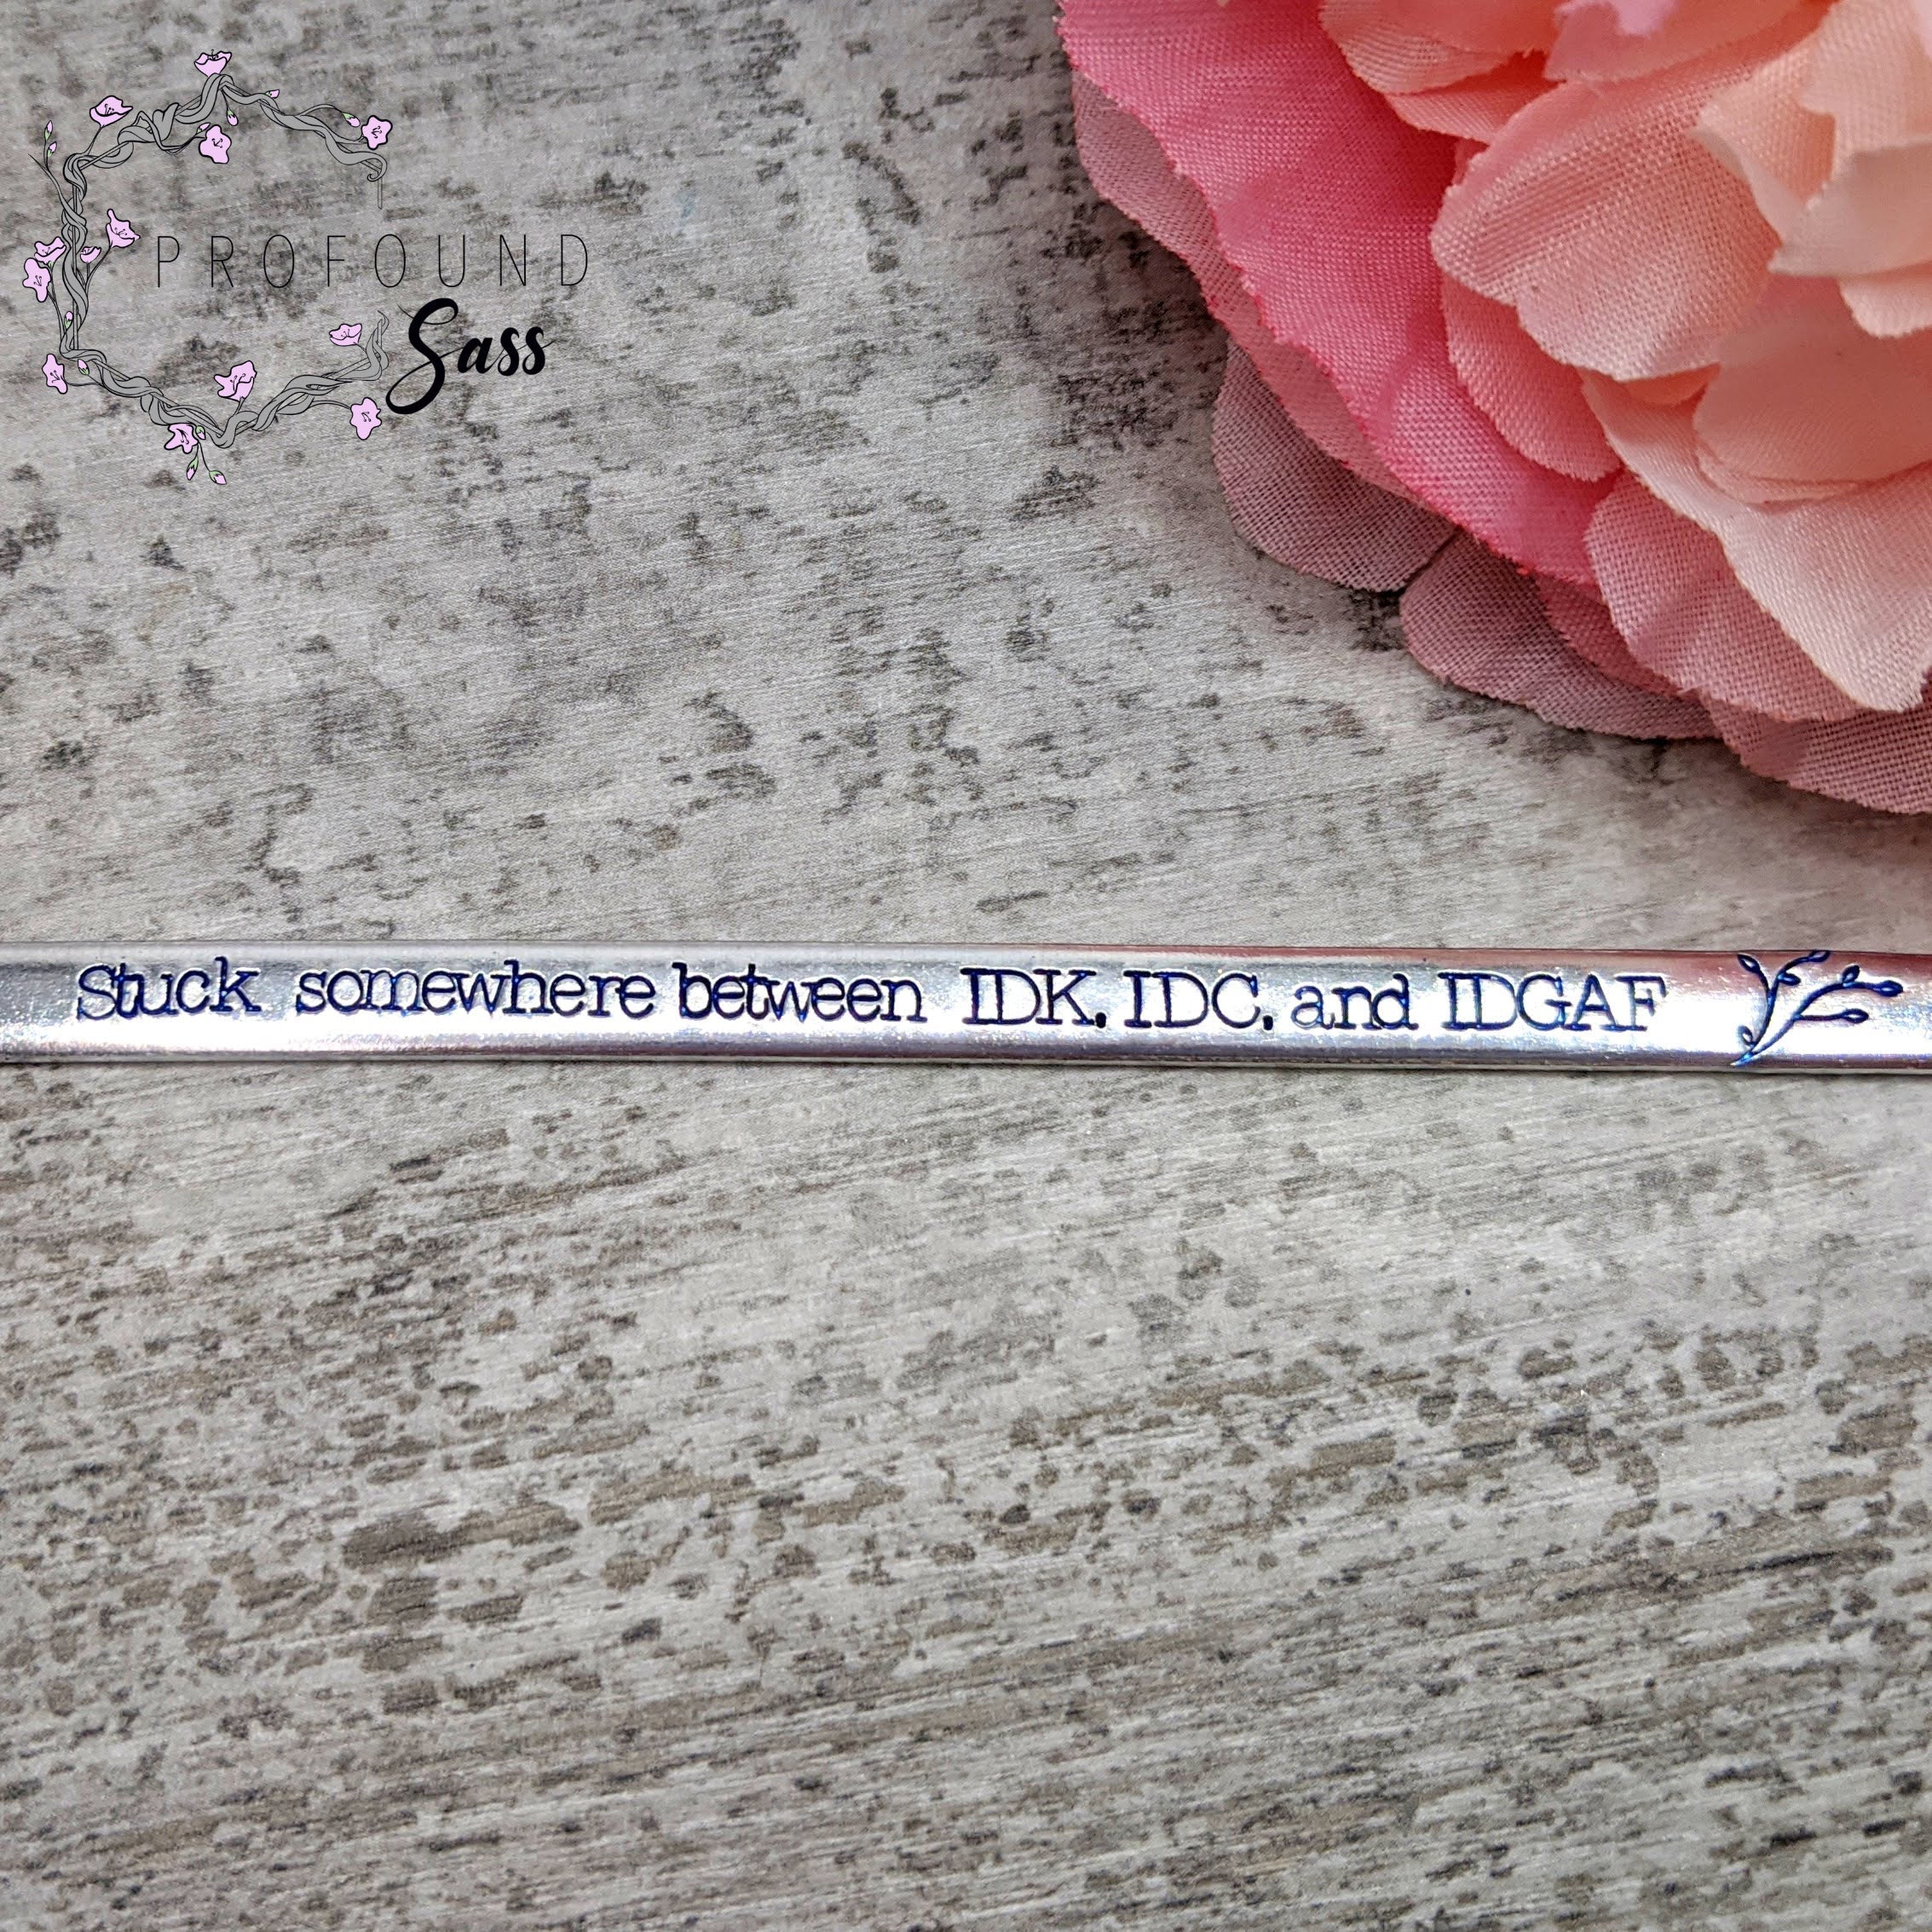 PROFOUND
Sass
Stuck somewhere between IDK. IDC. and IDGAF